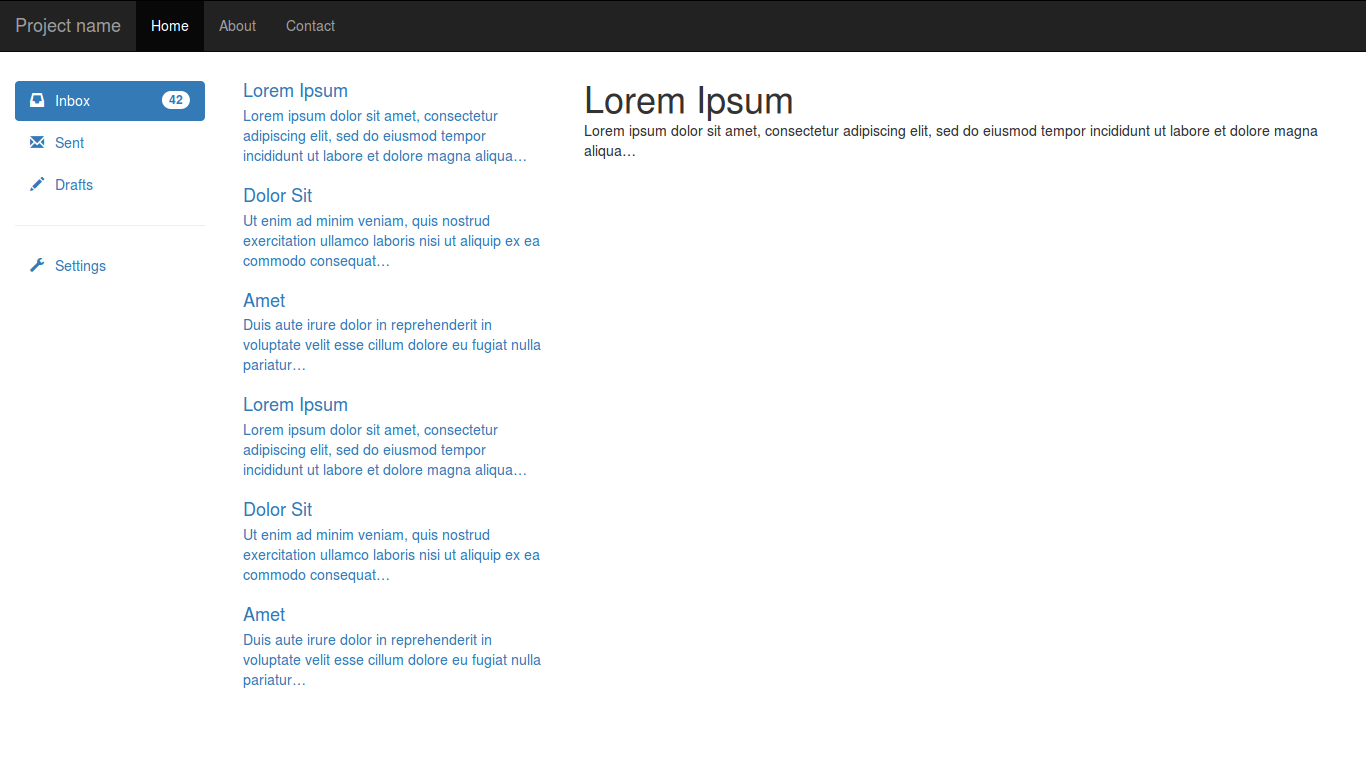 Project name Home About Contact
Inbox 42
Sent
Drafts
Settings
Lorem Ipsum
Lorem ipsum dolor sit amet, consectetur
adipiscing elit, sed do eiusmod tempor
incididunt ut labore et dolore magna aliqua…
Dolor Sit
Ut enim ad minim veniam, quis nostrud
exercitation ullamco laboris nisi ut aliquip ex ea
commodo consequat…
Amet
Duis aute irure dolor in reprehenderit in
voluptate velit esse cillum dolore eu fugiat nulla
pariatur…
Lorem Ipsum
Lorem ipsum dolor sit amet, consectetur
adipiscing elit, sed do eiusmod tempor
incididunt ut labore et dolore magna aliqua…
Dolor Sit
Ut enim ad minim veniam, quis nostrud
exercitation ullamco laboris nisi ut aliquip ex ea
commodo consequat…
Amet
Duis aute irure dolor in reprehenderit in
voluptate velit esse cillum dolore eu fugiat nulla
pariatur…
Lorem Ipsum
Lorem ipsum dolor sit amet, consectetur adipiscing elit, sed do eiusmod tempor incididunt ut labore et dolore magna
aliqua…